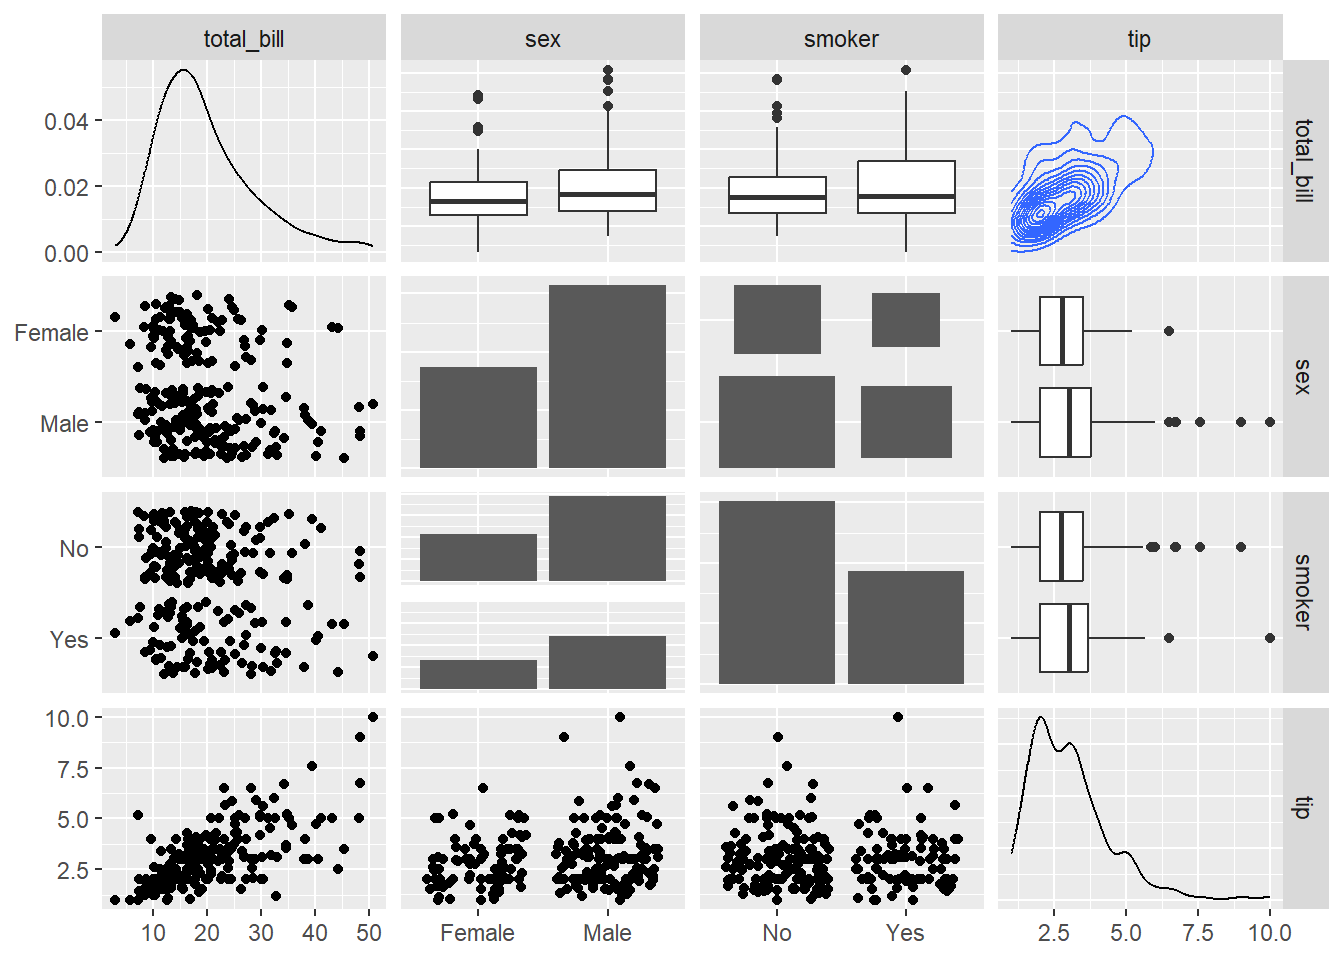 total_bill sex smoker tip
0.04
0.02
0.00
total_bill
Female
Male
sex
No
Yes
smoker
10.0
7.5
5.0
2.5
tip
10 20 30 40 50 Female Male No Yes 2.5 5.0 7.5 10.0